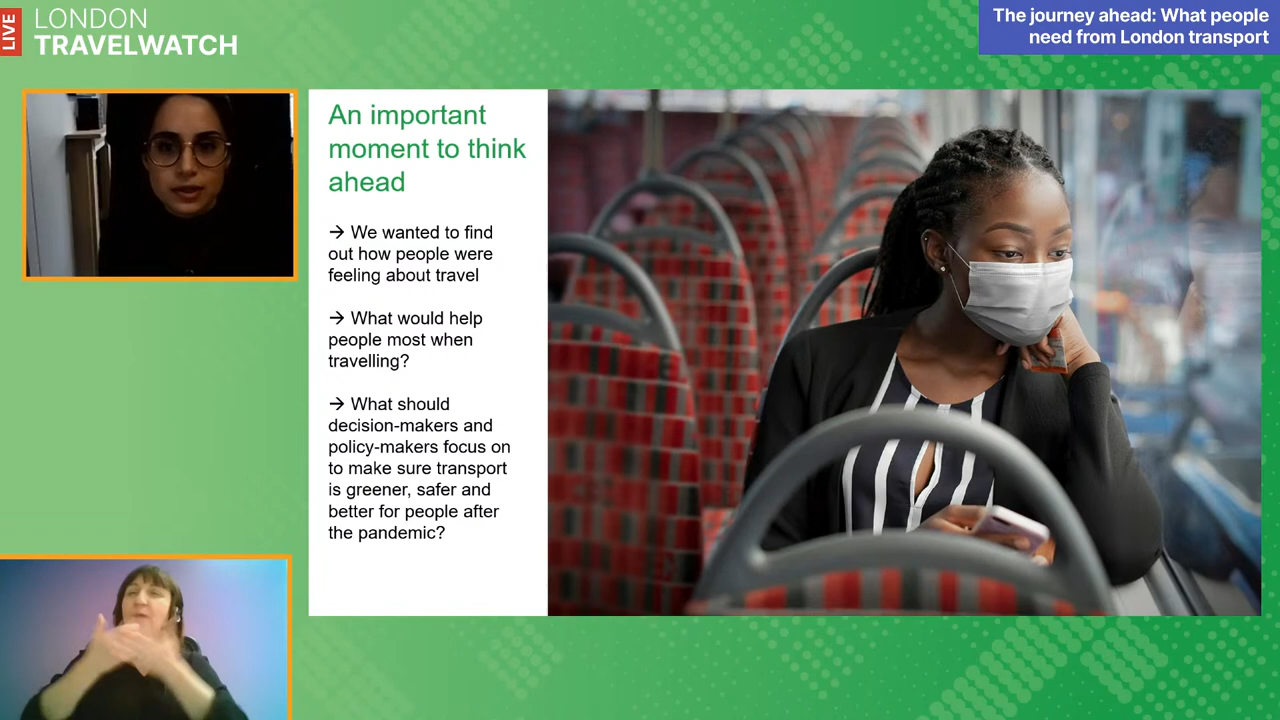 LIVE
LONDON
TRAVELWATCH
The journey ahead: What people
need from London transport
An important
moment to think
ahead
→ We wanted to find
out how people were
feeling about travel
→ What would help
people most when
travelling?
→ What should
decision-makers and
policy-makers focus on
to make sure transport
is greener, safer and
better for people after
the pandemic?